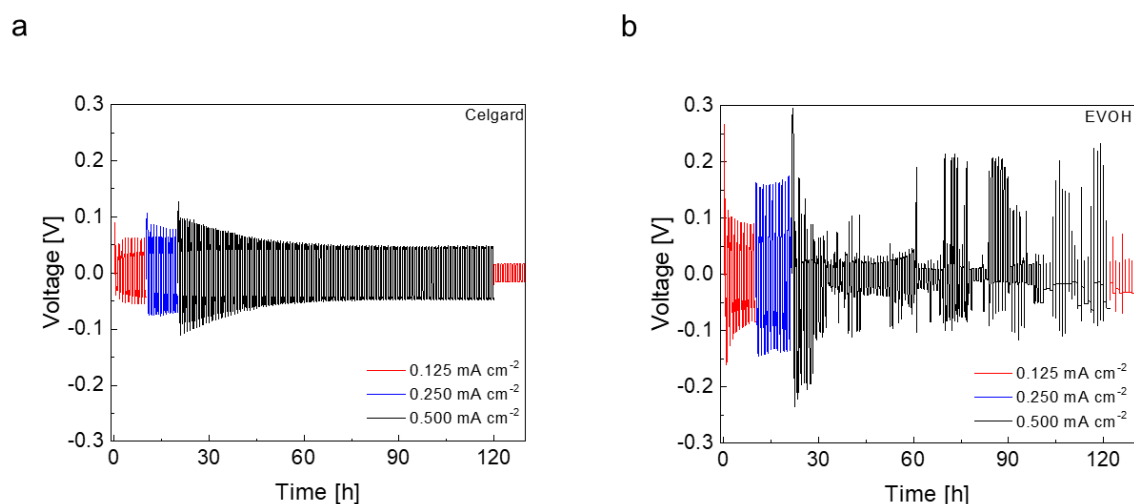 a
b
0.3
0.2
0.1
0.0
-0.1
-0.2
-0.3
Voltage [V]
Celgard
0.125 mA cm⁻²
0.250 mA cm⁻²
0.500 mA cm⁻²
0
30
60
90
120
Time [h]
0.3
0.2
0.1
0.0
-0.1
-0.2
-0.3
Voltage [V]
EVOH
0.125 mA cm⁻²
0.250 mA cm⁻²
0.500 mA cm⁻²
0
30
60
90
120
Time [h]